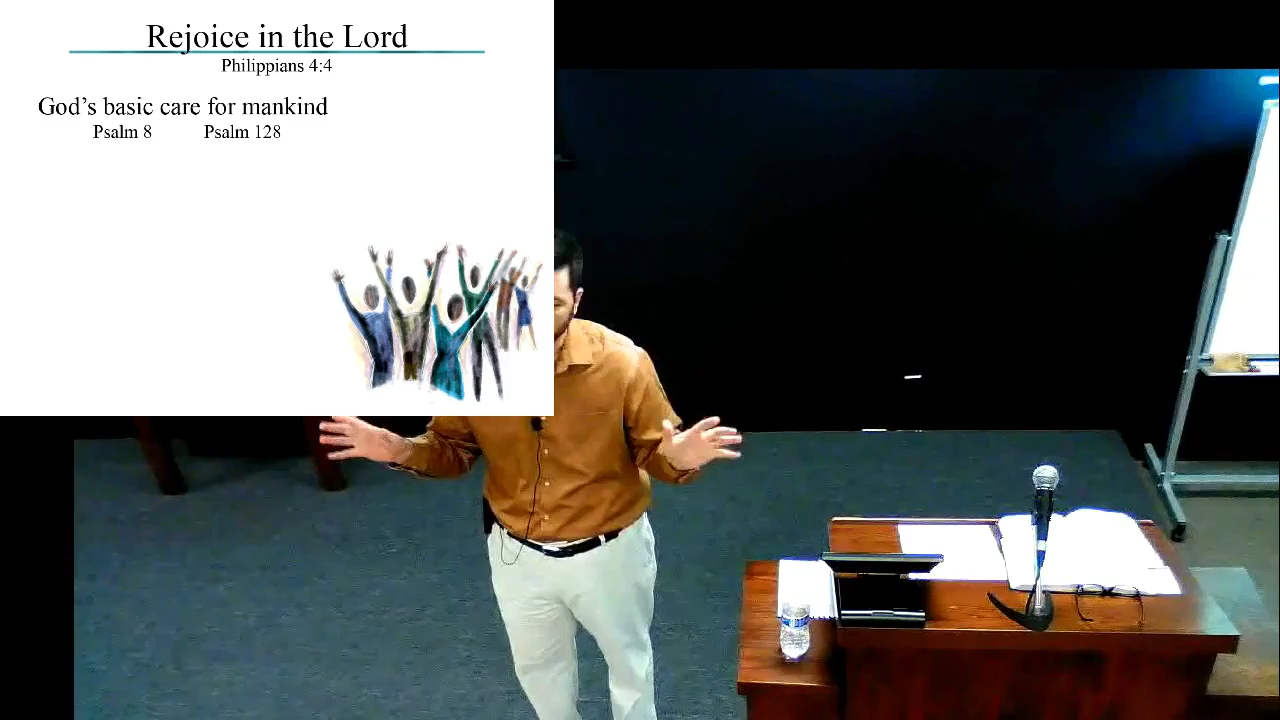 Rejoice in the Lord
Philippians 4:4
God's basic care for mankind
Psalm 8 Psalm 128